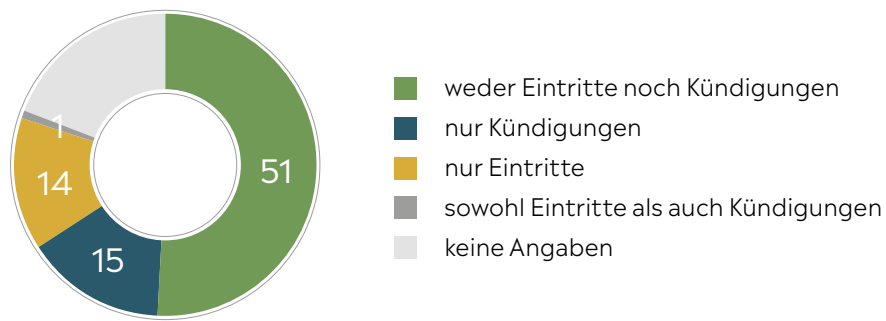 1
14
15
51
weder Eintritte noch Kündigungen
nur Kündigungen
nur Eintritte
sowohl Eintritte als auch Kündigungen
keine Angaben